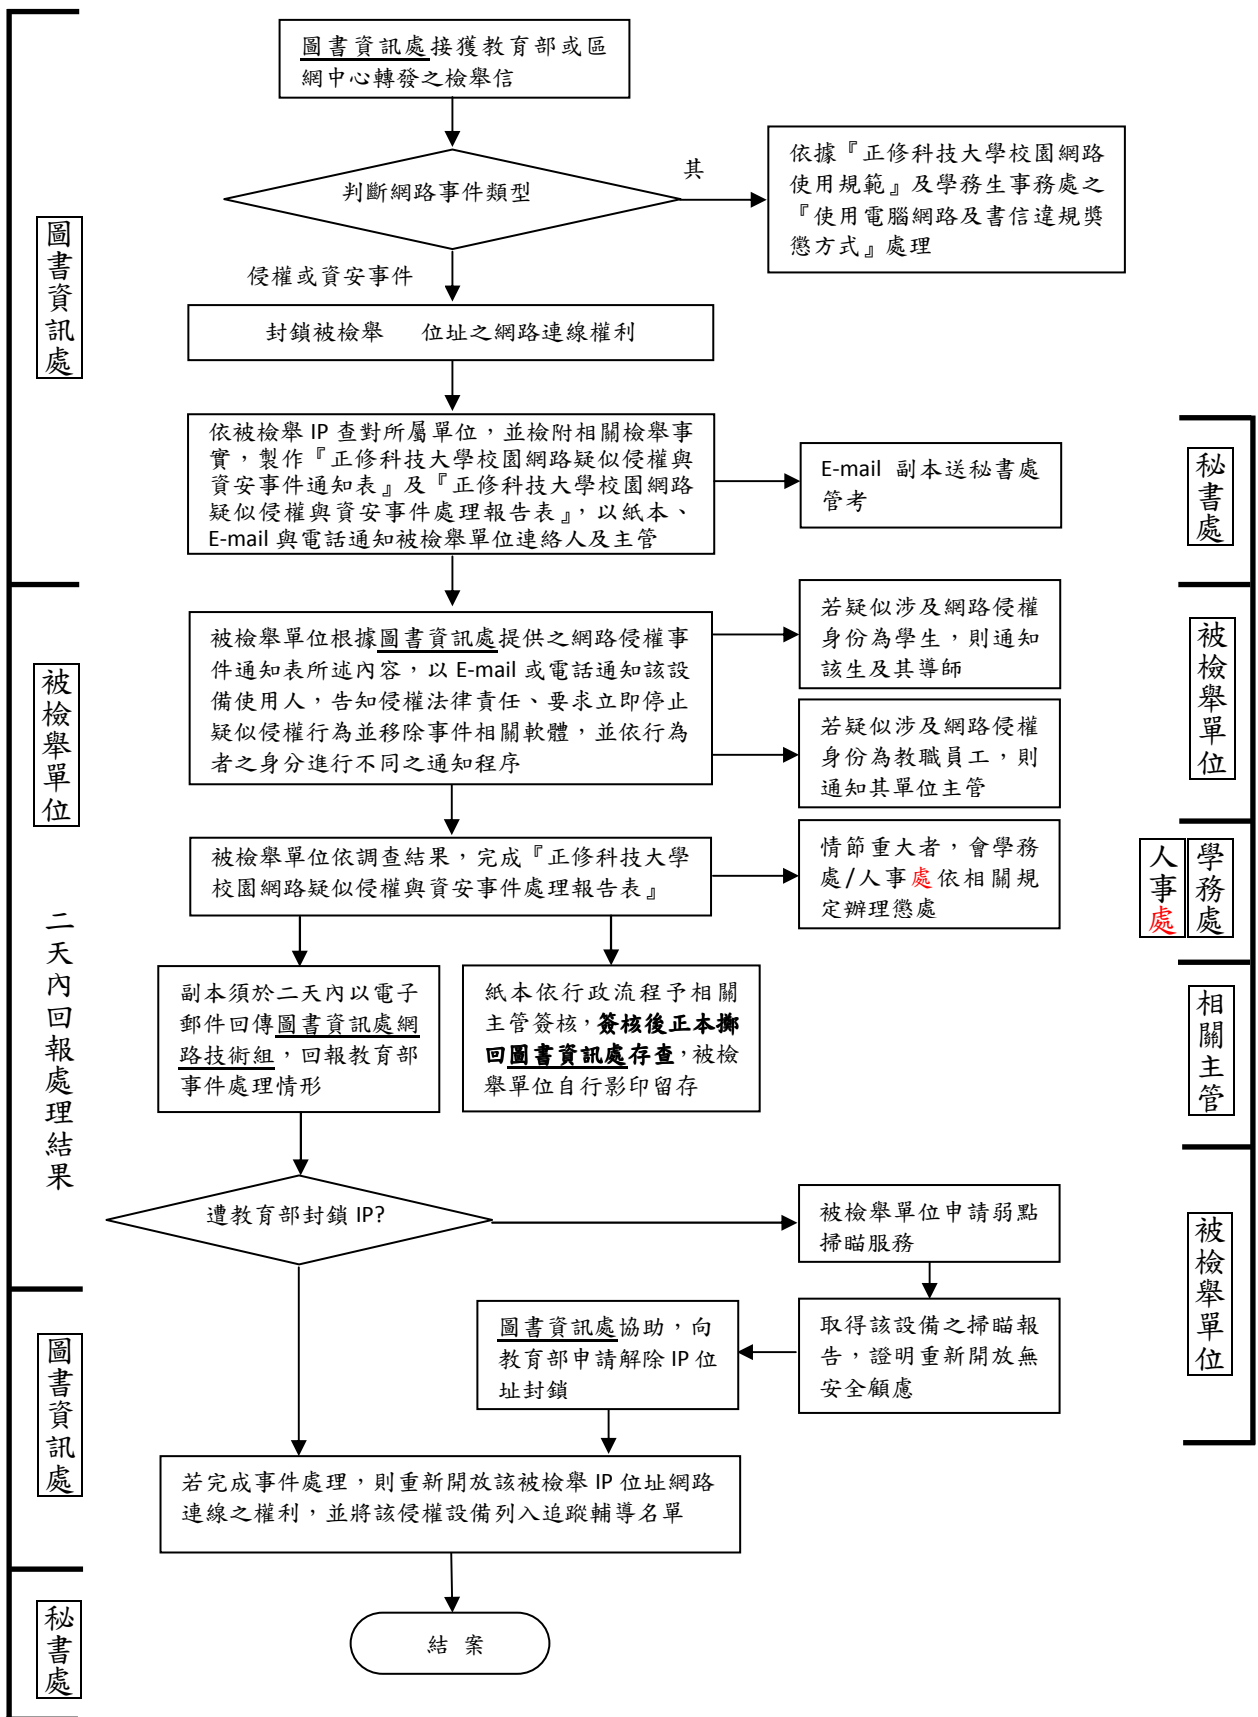 圖書資訊處接獲教育部或區
網中心轉發之檢舉信
判斷網路事件類型
其
依據『正修科技大學校園網路
使用規範』及學務生事務處之
『使用電腦網路及書信違規獎
懲方式』處理
侵權或資安事件
封鎖被檢舉 位址之網路連線權利
圖書資訊處
依被檢舉 IP 查對所屬單位，並檢附相關檢舉事
實，製作『正修科技大學校園網路疑似侵權與
資安事件通知表』及『正修科技大學校園網路
疑似侵權與資安事件處理報告表』，以紙本、
E-mail 與電話通知被檢舉單位連絡人及主管
E-mail 副本送秘書處
管考
秘書處
被檢舉單位根據圖書資訊處提供之網路侵權事
件通知表所述內容，以 E-mail 或電話通知該設
備使用人，告知侵權法律責任、要求立即停止
疑似侵權行為並移除事件相關軟體，並依行為
者之身分進行不同之通知程序
若疑似涉及網路侵權
身份為學生，則通知
該生及其導師
若疑似涉及網路侵權
身份為教職員工，則
通知其單位主管
被檢舉單位
被檢舉單位
被檢舉單位依調查結果，完成『正修科技大學
校園網路疑似侵權與資安事件處理報告表』
情節重大者，會學務
處/人事處依相關規
定辦理懲處
人事處
學務處
二天內回報處理結果
副本須於二天內以電子
郵件回傳圖書資訊處網
路技術組，回報教育部
事件處理情形
紙本依行政流程予相關
主管簽核，簽核後正本擲
回圖書資訊處存查，被檢
舉單位自行影印留存
相關主管
遭教育部封鎖 IP?
被檢舉單位申請弱點
掃瞄服務
取得該設備之掃瞄報
告，證明重新開放無
安全顧慮
圖書資訊處協助，向
教育部申請解除 IP 位
址封鎖
被檢舉單位
圖書資訊處
若完成事件處理，則重新開放該被檢舉 IP 位址網路
連線之權利，並將該侵權設備列入追蹤輔導名單
結 案
秘書處